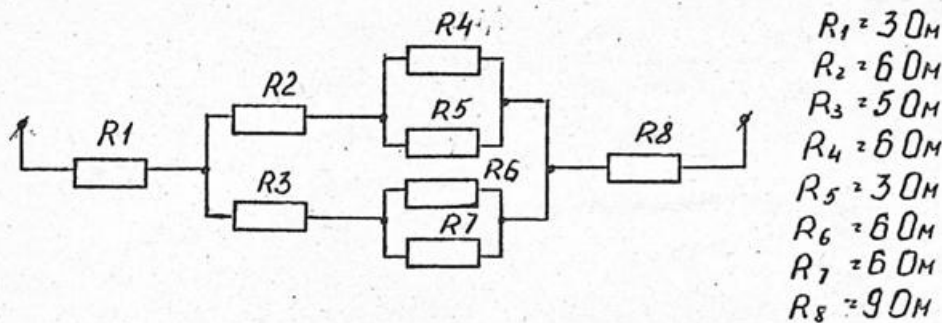 R1
R2
R3
R4
R5
R6
R7
R8
R₁ = 3 Ом
R₂ = 6 Ом
R₃ = 5 Ом
R₄ = 6 Ом
R₅ = 3 Ом
R₆ = 6 Ом
R₇ = 6 Ом
R₈ = 9 Ом